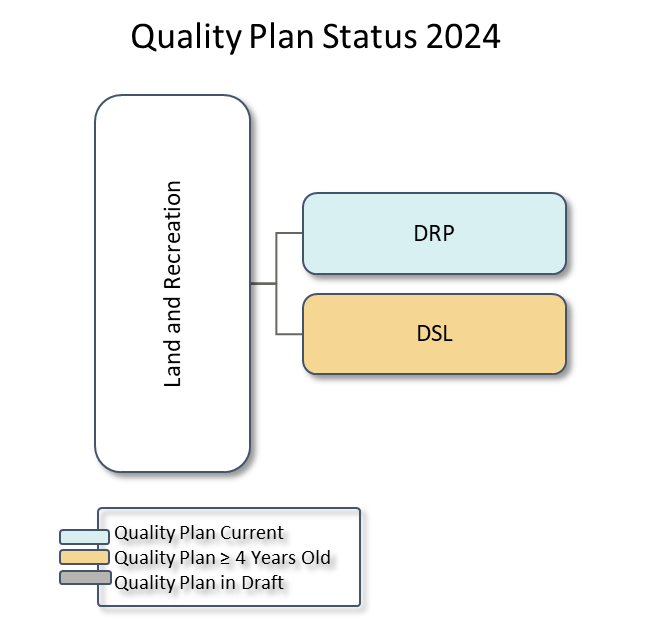 Quality Plan Status 2024
Land and Recreation
DRP
DSL
Quality Plan Current
Quality Plan ≥ 4 Years Old
Quality Plan in Draft